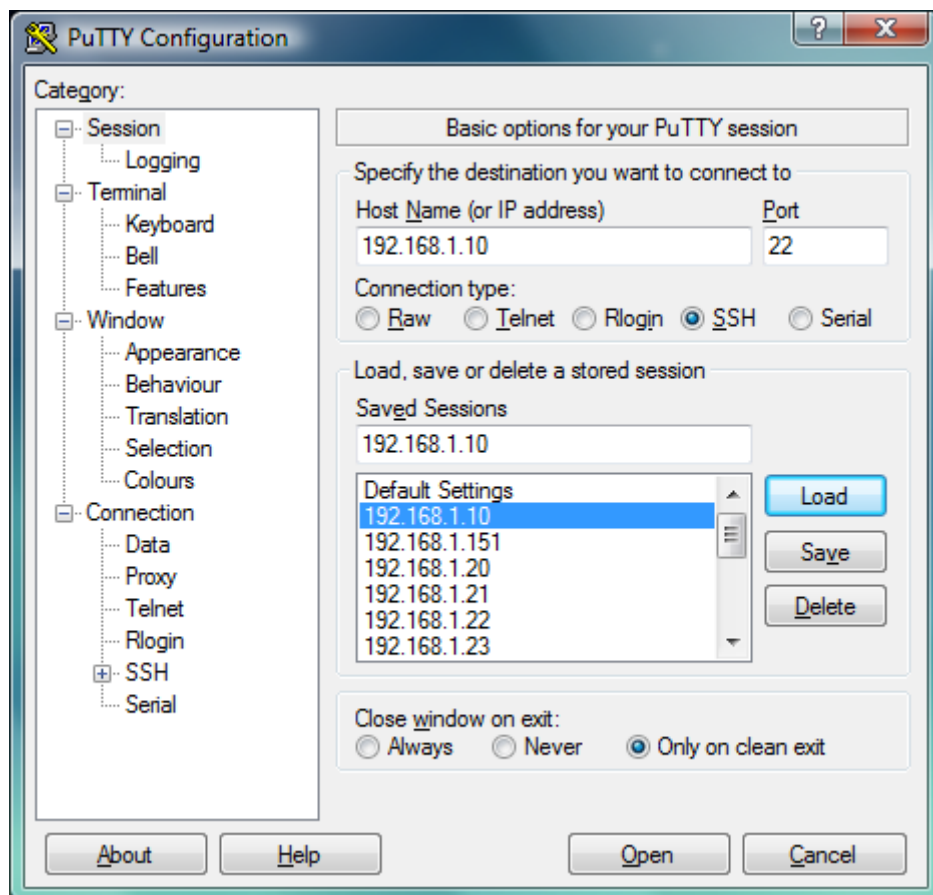 PuTTY Configuration
Category:
Session
Logging
Terminal
Keyboard
Bell
Features
Window
Appearance
Behaviour
Translation
Selection
Colours
Connection
Data
Proxy
Telnet
Rlogin
SSH
Serial
Basic options for your PuTTY session
Specify the destination you want to connect to
Host Name (or IP address) Port
192.168.1.10 22
Connection type:
Raw Telnet Rlogin SSH Serial
Load, save or delete a stored session
Saved Sessions
192.168.1.10
Default Settings
192.168.1.10
192.168.1.151
192.168.1.20
192.168.1.21
192.168.1.22
192.168.1.23
Load
Save
Delete
Close window on exit:
Always Never Only on clean exit
About Help Open Cancel